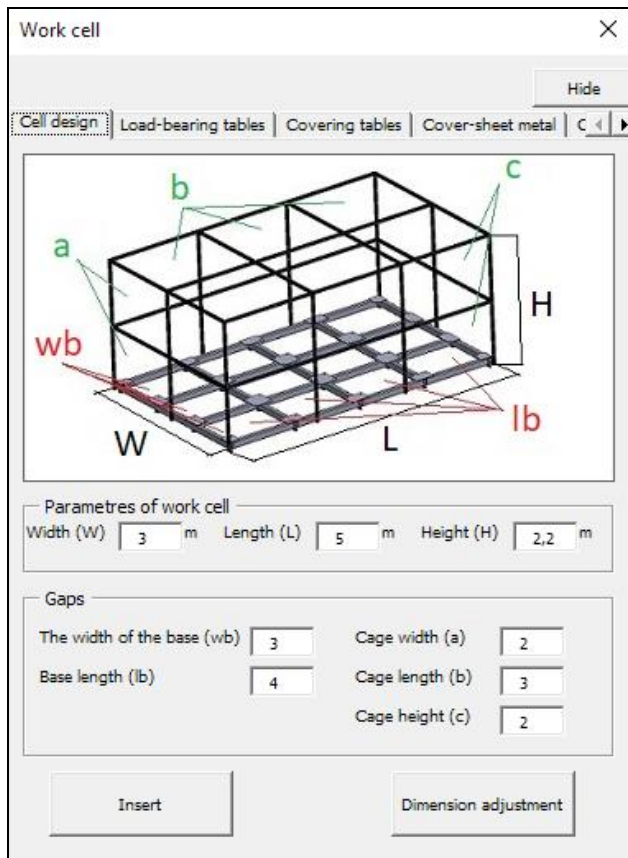 Work cell
Hide
Cell design Load-bearing tables Covering tables Cover-sheet metal
b c
a
H
wb
W L lb
Parametres of work cell
Width (W) 3 m Length (L) 5 m Height (H) 2,2 m
Gaps
The width of the base (wb) 3 Cage width (a) 2
Base length (lb) 4 Cage length (b) 3
Cage height (c) 2
Insert Dimension adjustment